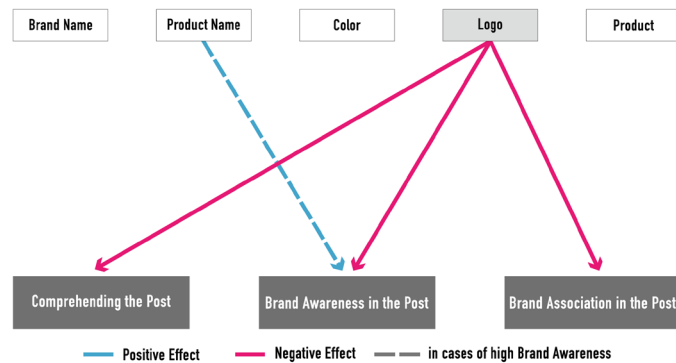 Brand Name
Product Name
Color
Logo
Product
Comprehending the Post
Brand Awareness in the Post
Brand Association in the Post
Positive Effect
Negative Effect
in cases of high Brand Awareness